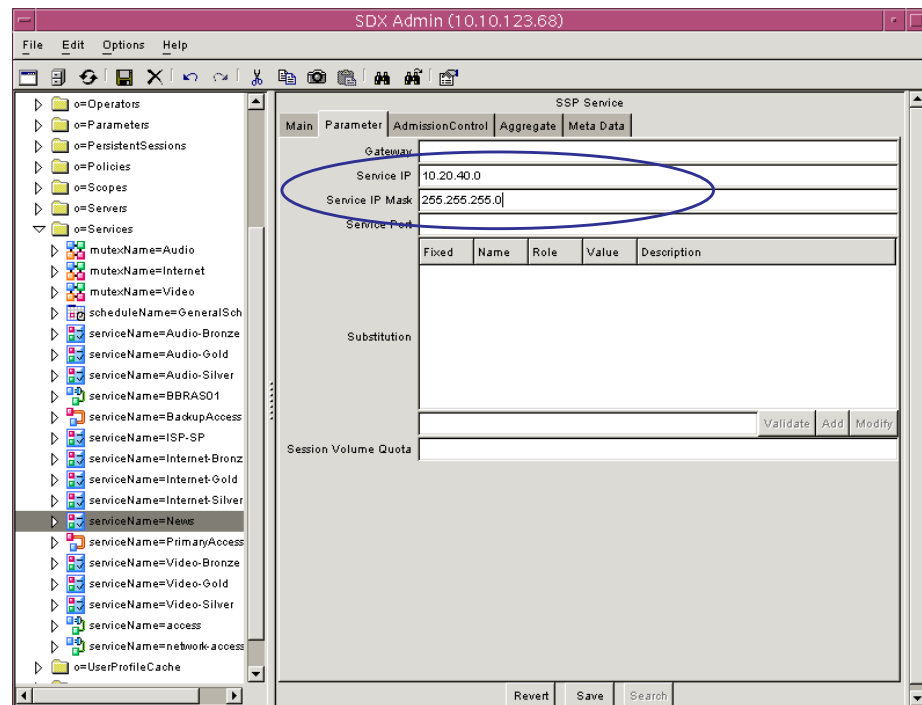 SDX Admin (10.10.123.68)
File Edit Options Help
o=Operators
o=Parameters
o=PersistentSessions
o=Policies
o=Scopes
o=Servers
o=Services
mutexName=Audio
mutexName=Internet
mutexName=Video
scheduleName=GeneralSch
serviceName=Audio-Bronze
serviceName=Audio-Gold
serviceName=Audio-Silver
serviceName=BBRAS01
serviceName=BackupAccess
serviceName=ISP-SP
serviceName=Internet-Bronz
serviceName=Internet-Gold
serviceName=Internet-Silver
serviceName=News
serviceName=PrimaryAccess
serviceName=Video-Bronze
serviceName=Video-Gold
serviceName=Video-Silver
serviceName=access
serviceName=network-access
o=UserProfileCache
SSP Service
Main Parameter AdmissionControl Aggregate Meta Data
Gateway
Service IP 10.20.40.0
Service IP Mask 255.255.255.0
Service Port
Fixed Name Role Value Description
Substitution
Validate Add Modify
Session Volume Quota
Revert Save Search